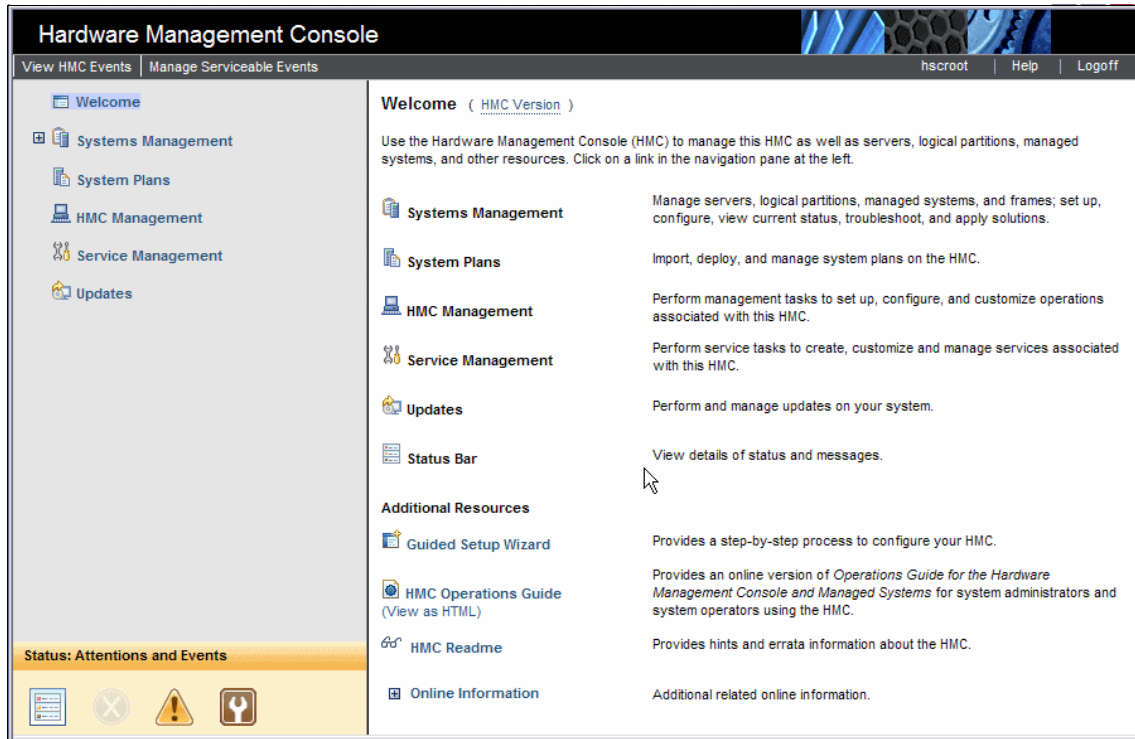 Hardware Management Console
View HMC Events | Manage Serviceable Events
hscroot | Help | Logoff
Welcome
Systems Management
System Plans
HMC Management
Service Management
Updates
Welcome ( HMC Version )
Use the Hardware Management Console (HMC) to manage this HMC as well as servers, logical partitions, managed
systems, and other resources. Click on a link in the navigation pane at the left.
Systems Management
Manage servers, logical partitions, managed systems, and frames; set up,
configure, view current status, troubleshoot, and apply solutions.
System Plans
Import, deploy, and manage system plans on the HMC.
HMC Management
Perform management tasks to set up, configure, and customize operations
associated with this HMC.
Service Management
Perform service tasks to create, customize and manage services associated
with this HMC.
Updates
Perform and manage updates on your system.
Status Bar
View details of status and messages.
Additional Resources
Guided Setup Wizard
Provides a step-by-step process to configure your HMC.
HMC Operations Guide
(View as HTML)
Provides an online version of Operations Guide for the Hardware
Management Console and Managed Systems for system administrators and
system operators using the HMC.
HMC Readme
Provides hints and errata information about the HMC.
Online Information
Additional related online information.
Status: Attentions and Events